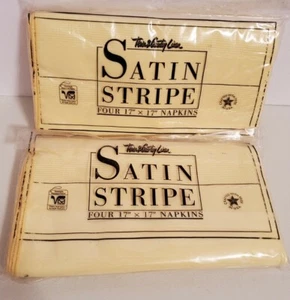 SATIN
STRIPE
FOUR 17" × 17" NAPKINS
SATIN
STRIPE
FOUR 17" × 17" NAPKINS